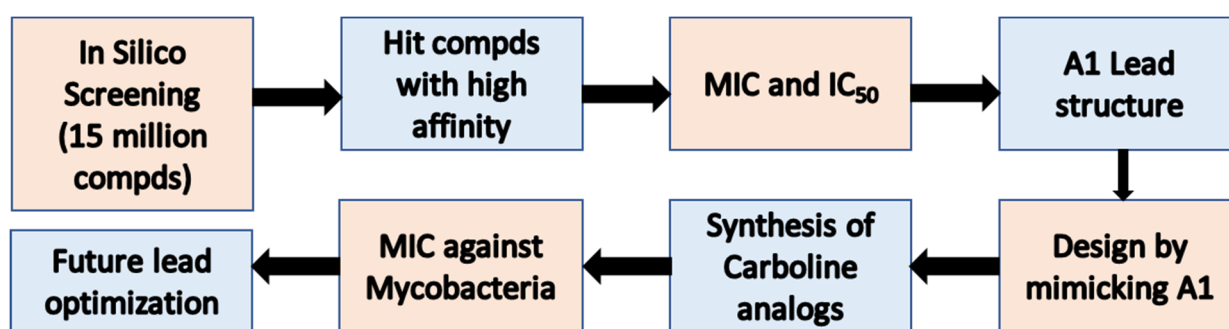 In Silico
Screening
(15 million
compds)
Hit compds
with high
affinity
MIC and IC₅₀
A1 Lead
structure
Design by
mimicking A1
Synthesis of
Carboline
analogs
MIC against
Mycobacteria
Future lead
optimization